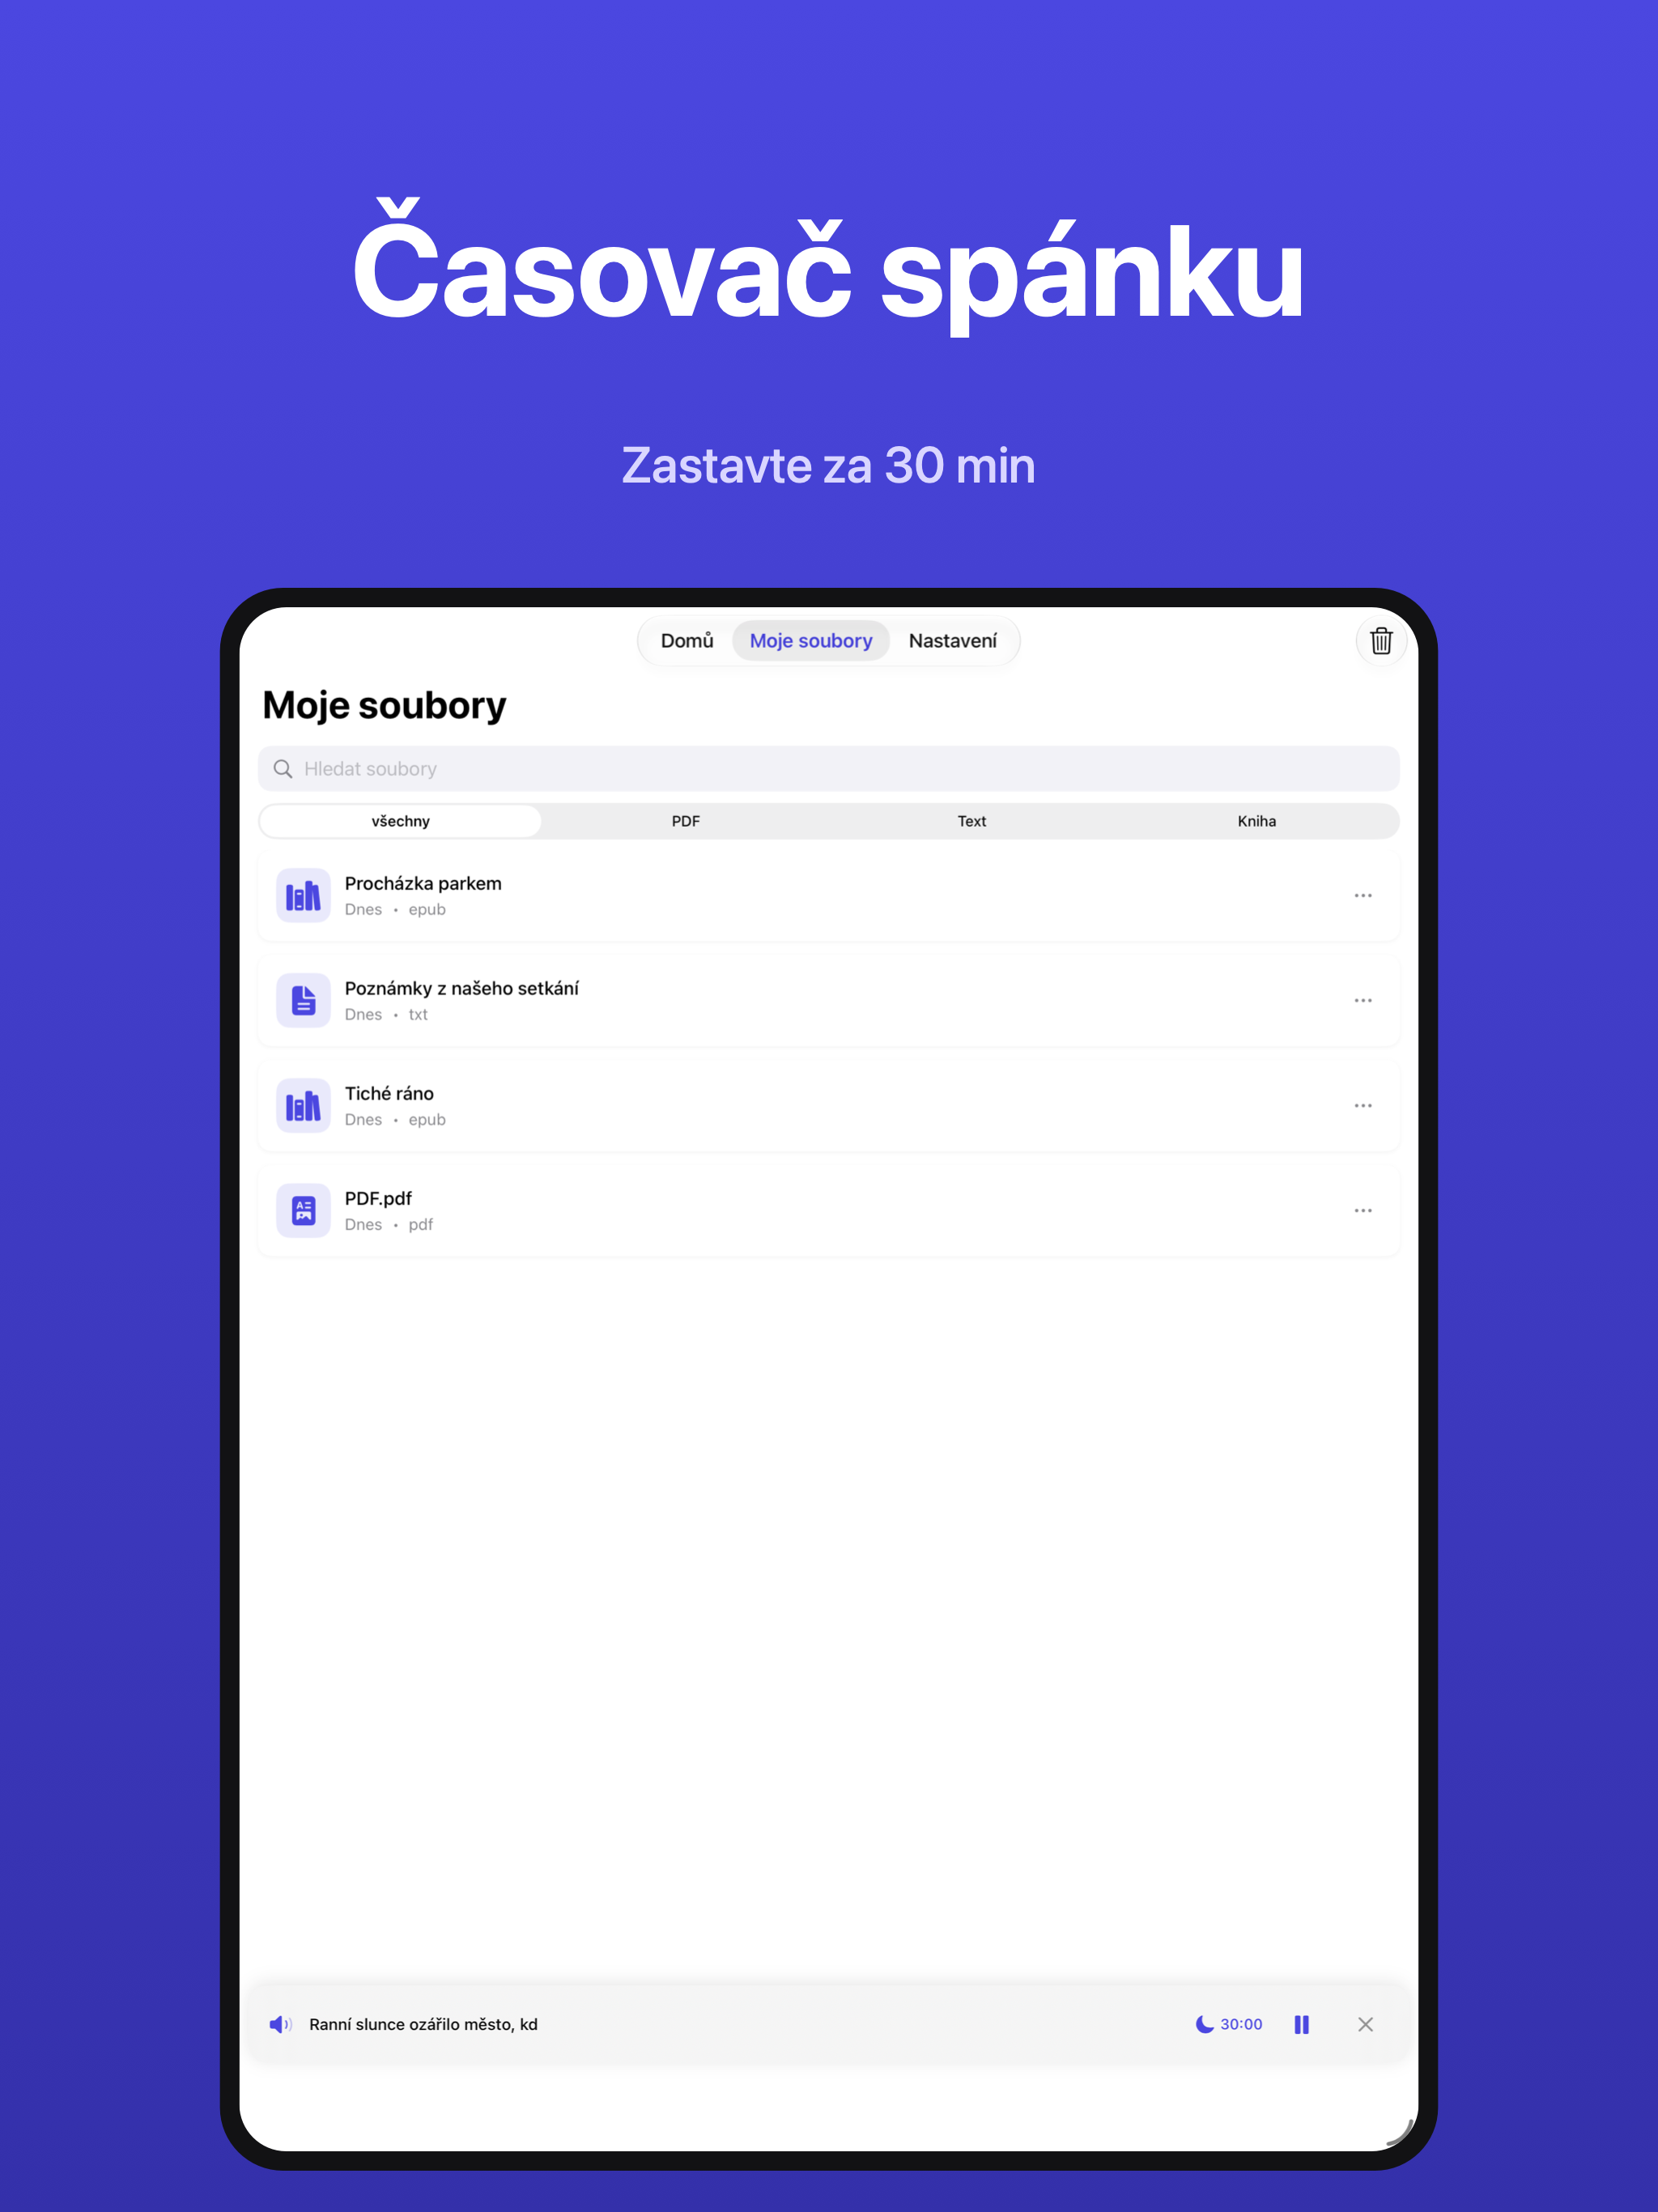 Časovač spánku
Zastavte za 30 min
Domů Moje soubory Nastavení
Moje soubory
Hledat soubory
všechny PDF Text Kniha
Procházka parkem
Dnes • epub
Poznámky z našeho setkání
Dnes • txt
Tiché ráno
Dnes • epub
PDF.pdf
Dnes • pdf
Ranní slunce ozářilo město, kd 30:00